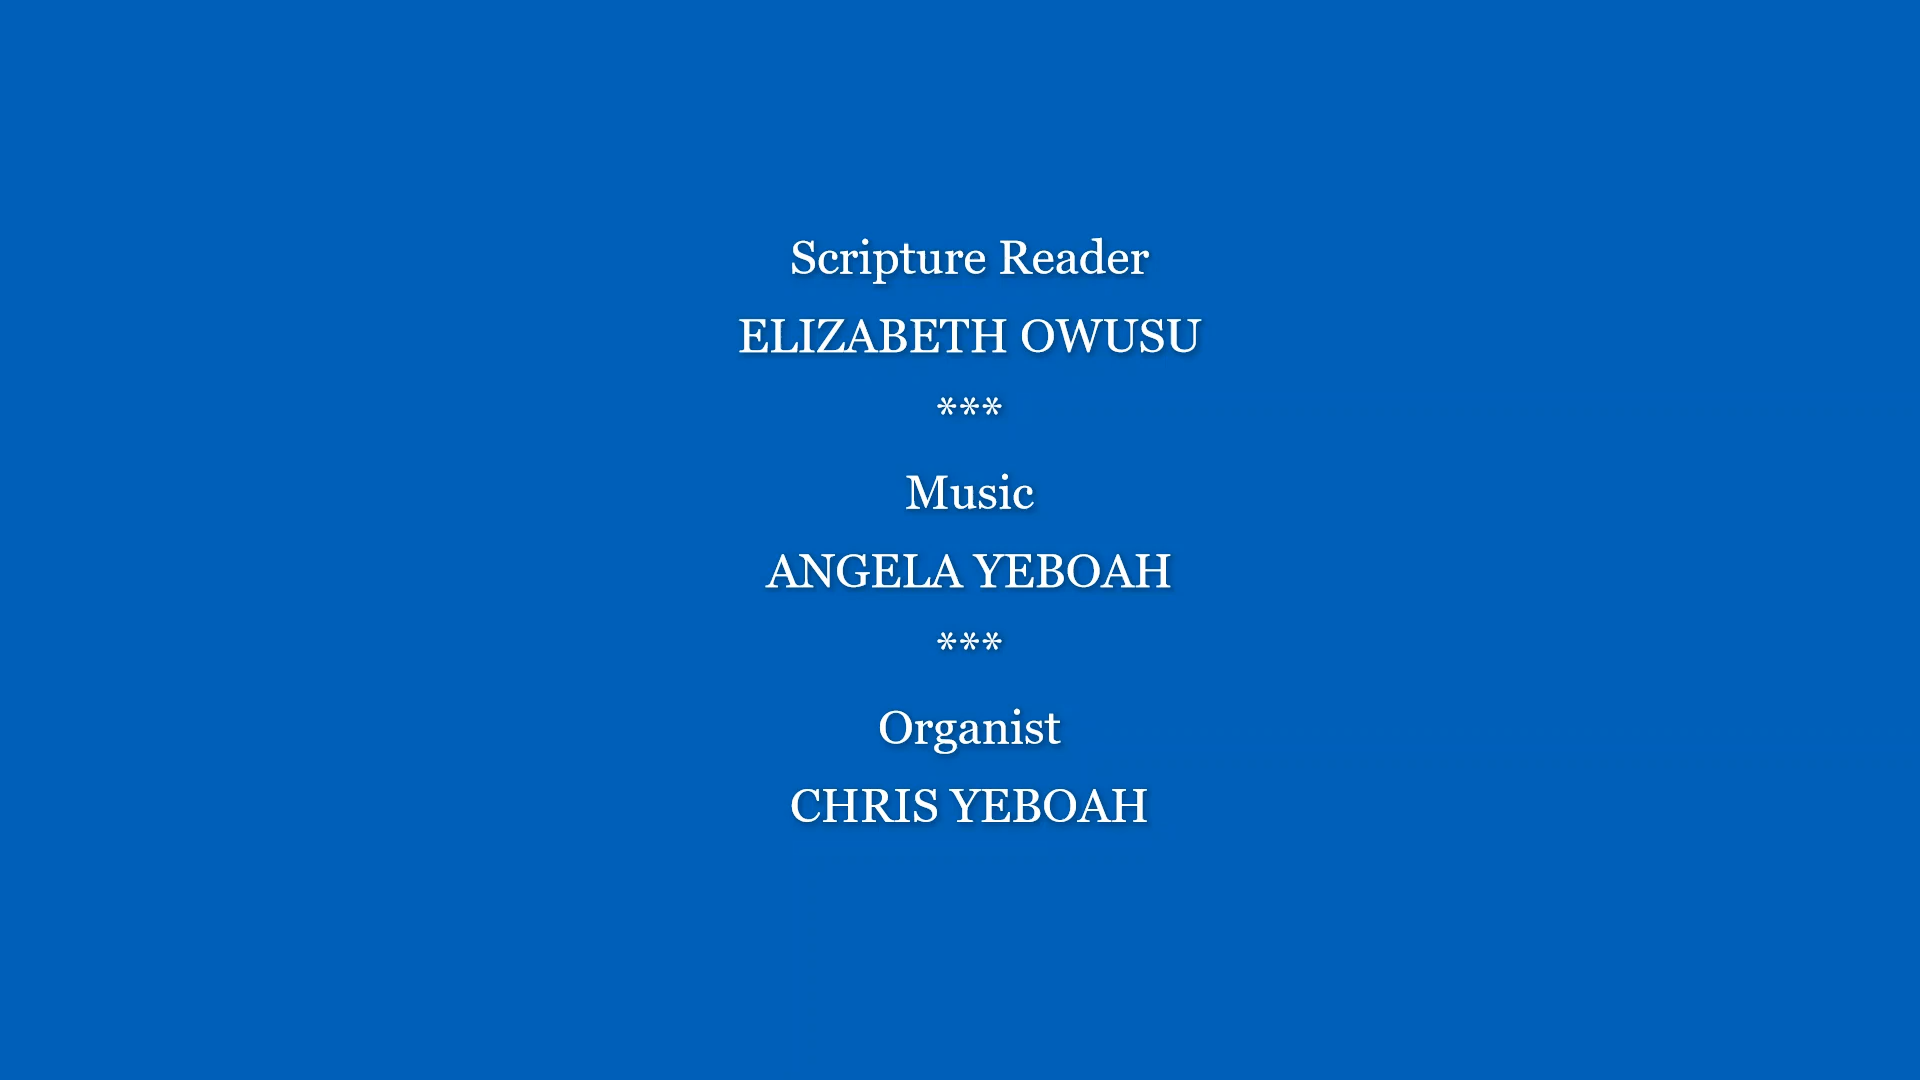 Scripture Reader
ELIZABETH OWUSU
***
Music
ANGELA YEBOAH
***
Organist
CHRIS YEBOAH